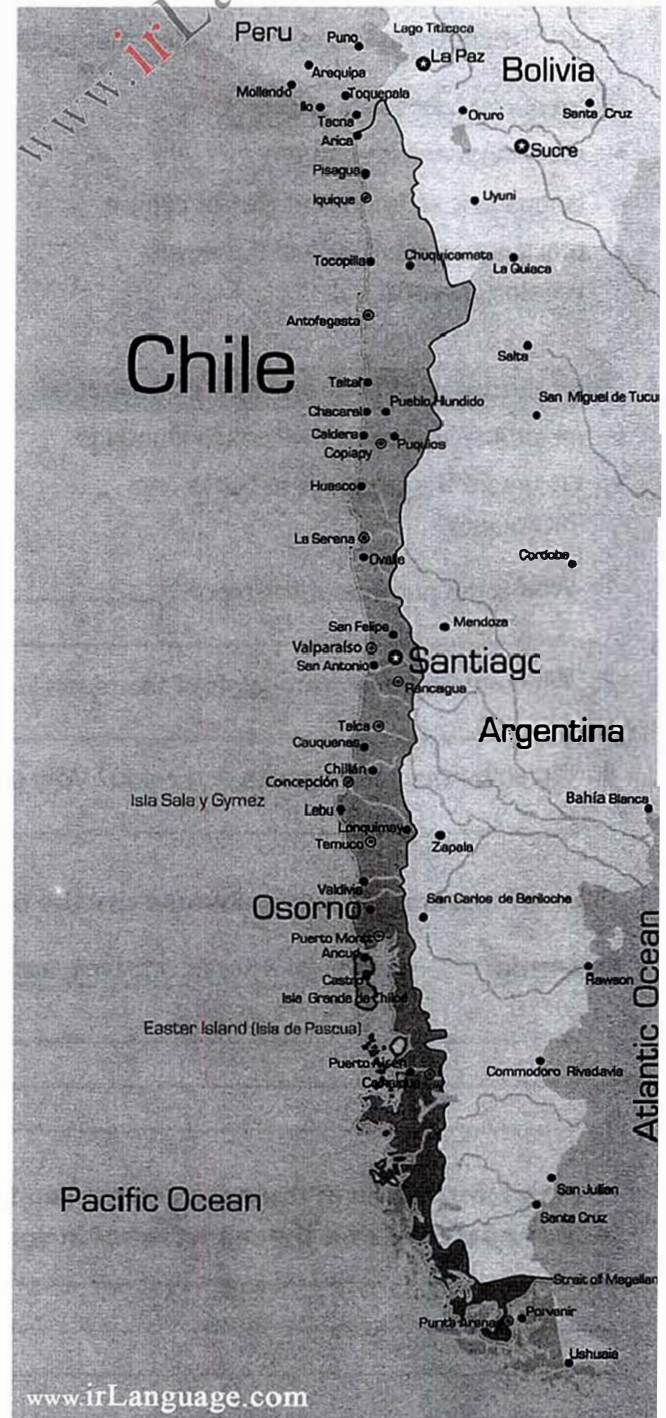 www.irLa
Peru
Puno
Lago Titicaca
La Paz
Bolivia
Arequipa
Mollendo
Toquepala
Ilo
Tacna
Arica
Oruro
Santa Cruz
Sucre
Pisagua
Iquique
Uyuni
Tocopilla
Chuquicamata
La Quiaca
Antofagasta
Chile
Salta
Taltal
Chacaral
Pueblo Hundido
San Miguel de Tucu
Caldera
Copiapy
Puquios
Huasco
La Serena
Ovalle
Cordoba
San Felipe
Mendoza
Valparaíso
Santiago
San Antonio
Rancagua
Talca
Argentina
Cauquenes
Chillán
Concepción
Isla Sala y Gymez
Bahía Blanca
Lebu
Lonquimay
Temuco
Zapala
Valdivia
Osorno
San Carlos de Bariloche
Puerto Montt
Ancud
Castro
Rawson
Isla Grande de Chiloé
Easter Island (Isla de Pascua)
Puerto Aisén
Commodoro Rivadavia
Atlantic Ocean
San Julian
Pacific Ocean
Santa Cruz
Strait of Magellan
Punta Arenas
Porvenir
Ushuaia
www.irLanguage.com